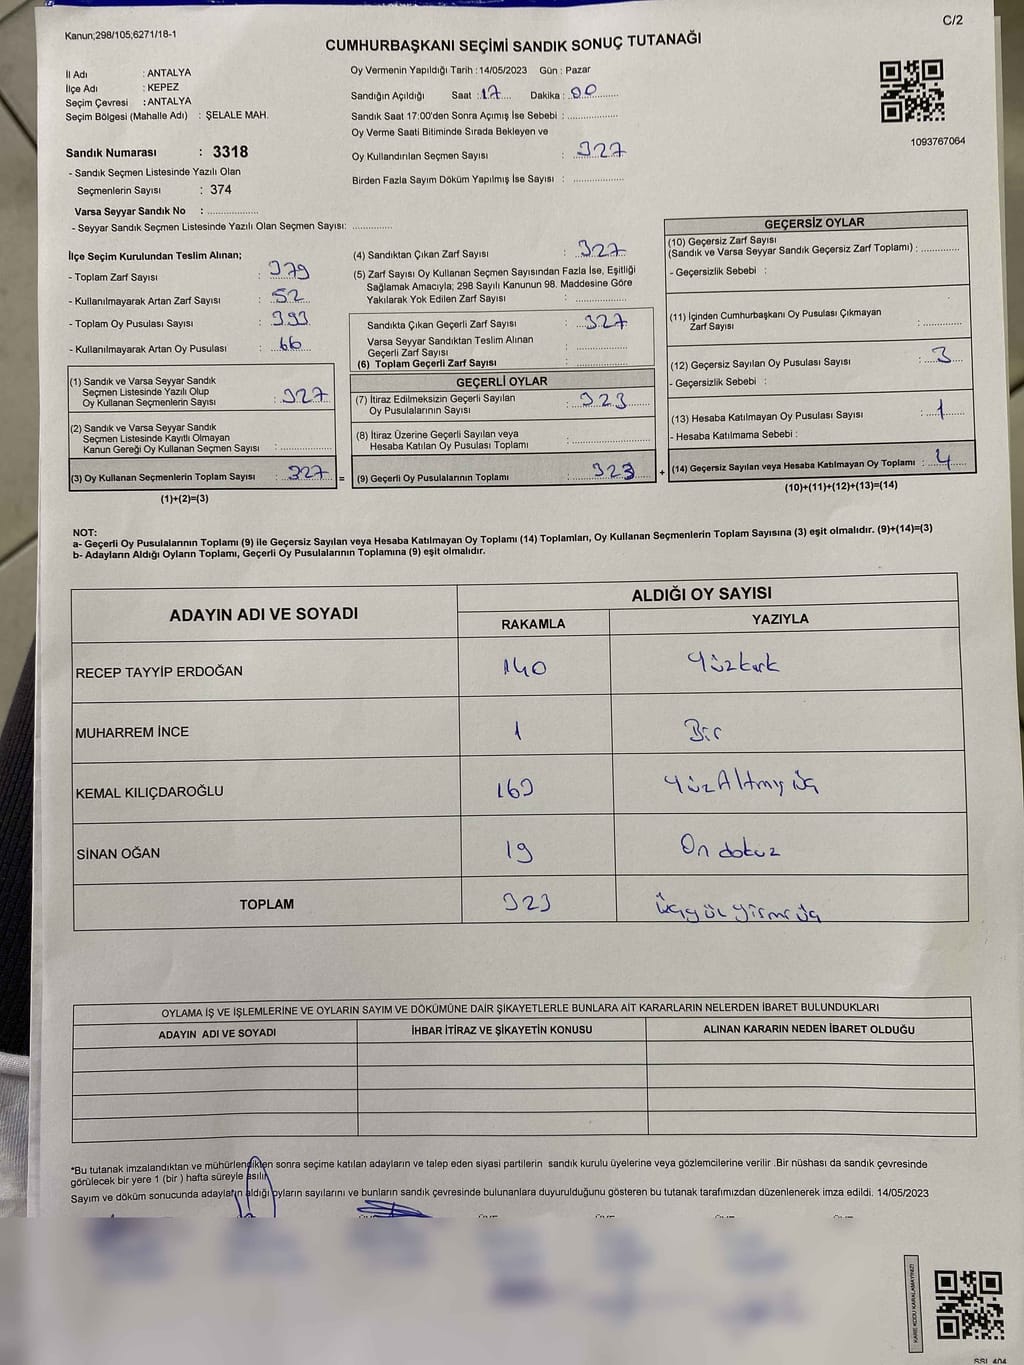 C/2
Kanun;298/105,6271/18-1
CUMHURBAŞKANI SEÇİMİ SANDIK SONUÇ TUTANAĞI
İl Adı : ANTALYA
İlçe Adı : KEPEZ
Seçim Çevresi : ANTALYA
Seçim Bölgesi (Mahalle Adı) : ŞELALE MAH.
Sandık Numarası : 3318
- Sandık Seçmen Listesinde Yazılı Olan
Seçmenlerin Sayısı : 374
Varsa Seyyar Sandık No : ..................
- Seyyar Sandık Seçmen Listesinde Yazılı Olan Seçmen Sayısı: ..............
Oy Vermenin Yapıldığı Tarih : 14/05/2023 Gün : Pazar
Sandığın Açıldığı Saat : 17 Dakika : 00
Sandık Saat 17:00'den Sonra Açımış İse Sebebi : ..................
Oy Verme Saati Bitiminde Sırada Bekleyen ve
Oy Kullandırılan Seçmen Sayısı : 327
Birden Fazla Sayım Döküm Yapılmış İse Sayısı : ..................
1093767064
İlçe Seçim Kurulundan Teslim Alınan;
- Toplam Zarf Sayısı : 379
- Kullanılmayarak Artan Zarf Sayısı : 52
- Toplam Oy Pusulası Sayısı : 393
- Kullanılmayarak Artan Oy Pusulası : 66
(1) Sandık ve Varsa Seyyar Sandık
Seçmen Listesinde Yazılı Olup
Oy Kullanan Seçmenlerin Sayısı : 327
(2) Sandık ve Varsa Seyyar Sandık
Seçmen Listesinde Kayıtlı Olmayan
Kanun Gereği Oy Kullanan Seçmen Sayısı : ..................
(3) Oy Kullanan Seçmenlerin Toplam Sayısı : 327 =
(1)+(2)=(3)
(4) Sandıktan Çıkan Zarf Sayısı : 327
(5) Zarf Sayısı Oy Kullanan Seçmen Sayısından Fazla İse, Eşitliği
Sağlamak Amacıyla; 298 Sayılı Kanunun 98. Maddesine Göre
Yakılarak Yok Edilen Zarf Sayısı : ..................
Sandıkta Çıkan Geçerli Zarf Sayısı : 327
Varsa Seyyar Sandıktan Teslim Alınan
Geçerli Zarf Sayısı : ..................
(6) Toplam Geçerli Zarf Sayısı : ..................
GEÇERLİ OYLAR
(7) İtiraz Edilmeksizin Geçerli Sayılan
Oy Pusulalarının Sayısı : 323
(8) İtiraz Üzerine Geçerli Sayılan veya
Hesaba Katılan Oy Pusulası Toplamı : ..................
(9) Geçerli Oy Pusulalarının Toplamı : 323 +
GEÇERSİZ OYLAR
(10) Geçersiz Zarf Sayısı
(Sandık ve Varsa Seyyar Sandık Geçersiz Zarf Toplamı) : ..............
- Geçersizlik Sebebi :
(11) İçinden Cumhurbaşkanı Oy Pusulası Çıkmayan
Zarf Sayısı : ..............
(12) Geçersiz Sayılan Oy Pusulası Sayısı : 3
- Geçersizlik Sebebi :
(13) Hesaba Katılmayan Oy Pusulası Sayısı : 1
- Hesaba Katılmama Sebebi :
(14) Geçersiz Sayılan veya Hesaba Katılmayan Oy Toplamı : 4
(10)+(11)+(12)+(13)=(14)
NOT:
a- Geçerli Oy Pusulalarının Toplamı (9) ile Geçersiz Sayılan veya Hesaba Katılmayan Oy Toplamı (14) Toplamları, Oy Kullanan Seçmenlerin Toplam Sayısına (3) eşit olmalıdır. (9)+(14)=(3)
b- Adayların Aldığı Oyların Toplamı, Geçerli Oy Pusulalarının Toplamına (9) eşit olmalıdır.
ADAYIN ADI VE SOYADI ALDIĞI OY SAYISI
RAKAMLA YAZIYLA
RECEP TAYYİP ERDOĞAN 140 Yüzkırk
MUHARREM İNCE 1 Bir
KEMAL KILIÇDAROĞLU 163 YüzAltmış Üç
SİNAN OĞAN 19 On dokuz
TOPLAM 323 üçyüz yirmi üç
OYLAMA İŞ VE İŞLEMLERİNE VE OYLARIN SAYIM VE DÖKÜMÜNE DAİR ŞİKAYETLERLE BUNLARA AİT KARARLARIN NELERDEN İBARET BULUNDUKLARI
ADAYIN ADI VE SOYADI İHBAR İTİRAZ VE ŞİKAYETİN KONUSU ALINAN KARARIN NEDEN İBARET OLDUĞU
*Bu tutanak imzalandıktan ve mühürlendikten sonra seçime katılan adayların ve talep eden siyasi partilerin sandık kurulu üyelerine veya gözlemcilerine verilir .Bir nüshası da sandık çevresinde
görülecek bir yere 1 (bir ) hafta süreyle asılır
Sayım ve döküm sonucunda adayların aldığı oyların sayılarını ve bunların sandık çevresinde bulunanlara duyurulduğunu gösteren bu tutanak tarafımızdan düzenlenerek imza edildi. 14/05/2023
KARE KODU KARALAMAYINIZ!